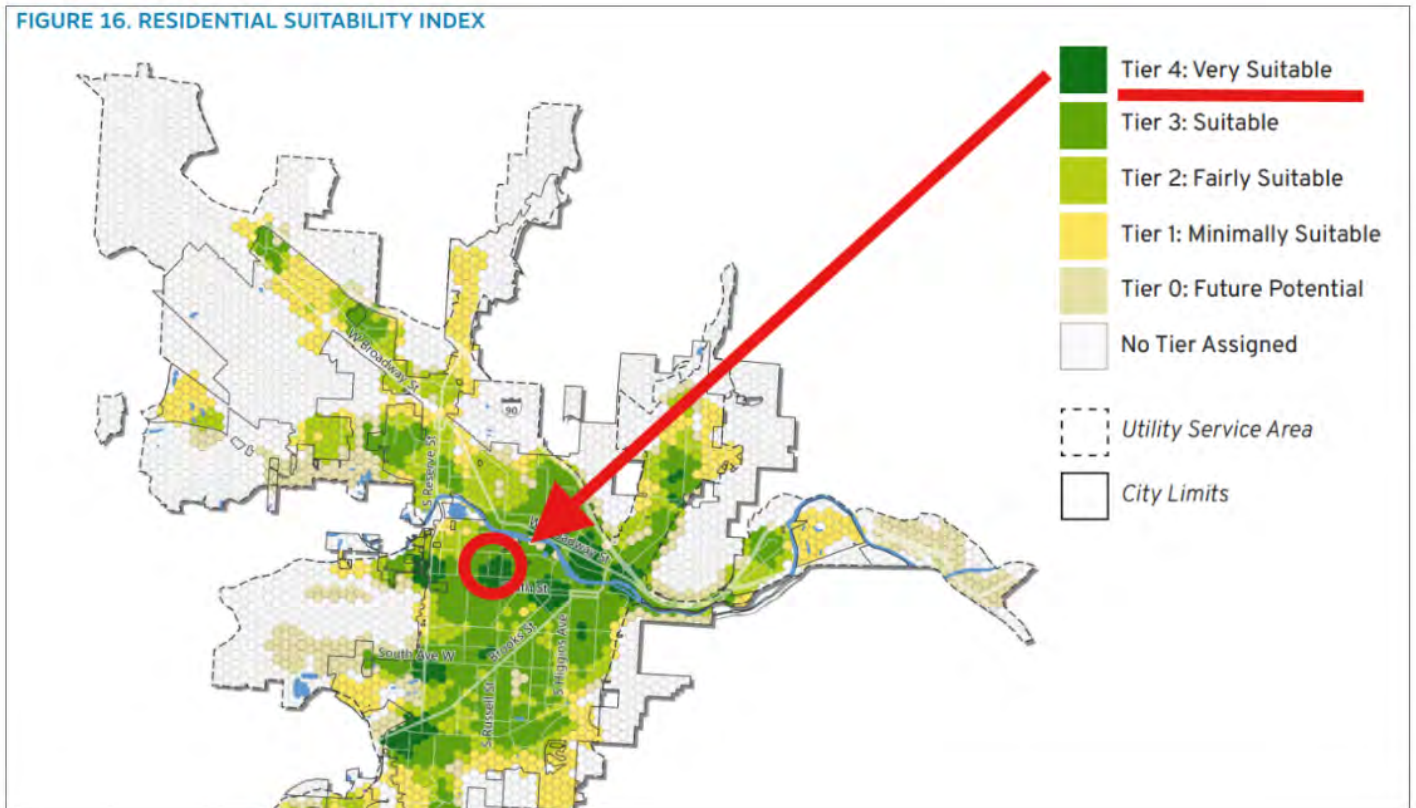 FIGURE 16. RESIDENTIAL SUITABILITY INDEX
Tier 4: Very Suitable
Tier 3: Suitable
Tier 2: Fairly Suitable
Tier 1: Minimally Suitable
Tier 0: Future Potential
No Tier Assigned
Utility Service Area
City Limits
W Broadway St
90
S Reserve St
St
Brooks St
South Ave W
S Higgins Ave
S Russell St